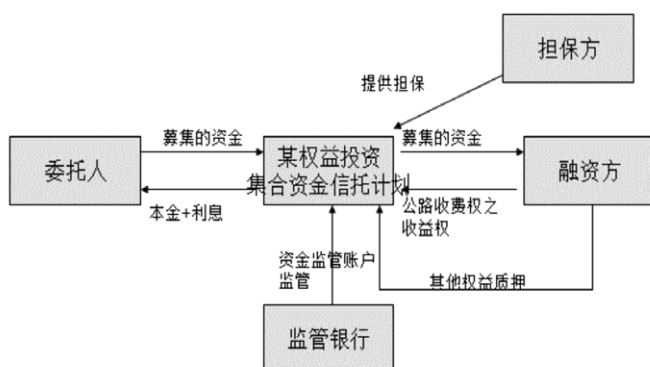 担保方
提供担保
募集的资金
募集的资金
委托人
某权益投资
集合资金信托计划
融资方
本金+利息
公路收费权之
收益权
资金监管账户
监管
其他权益质押
监管银行